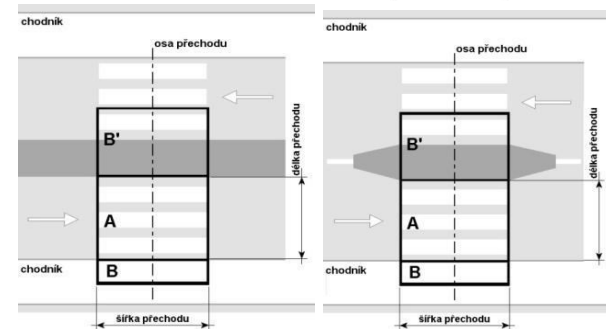 chodník
osa přechodu
B'
délka přechodu
A
chodník
B
šířka přechodu
chodník
osa přechodu
B'
délka přechodu
A
chodník
B
šířka přechodu